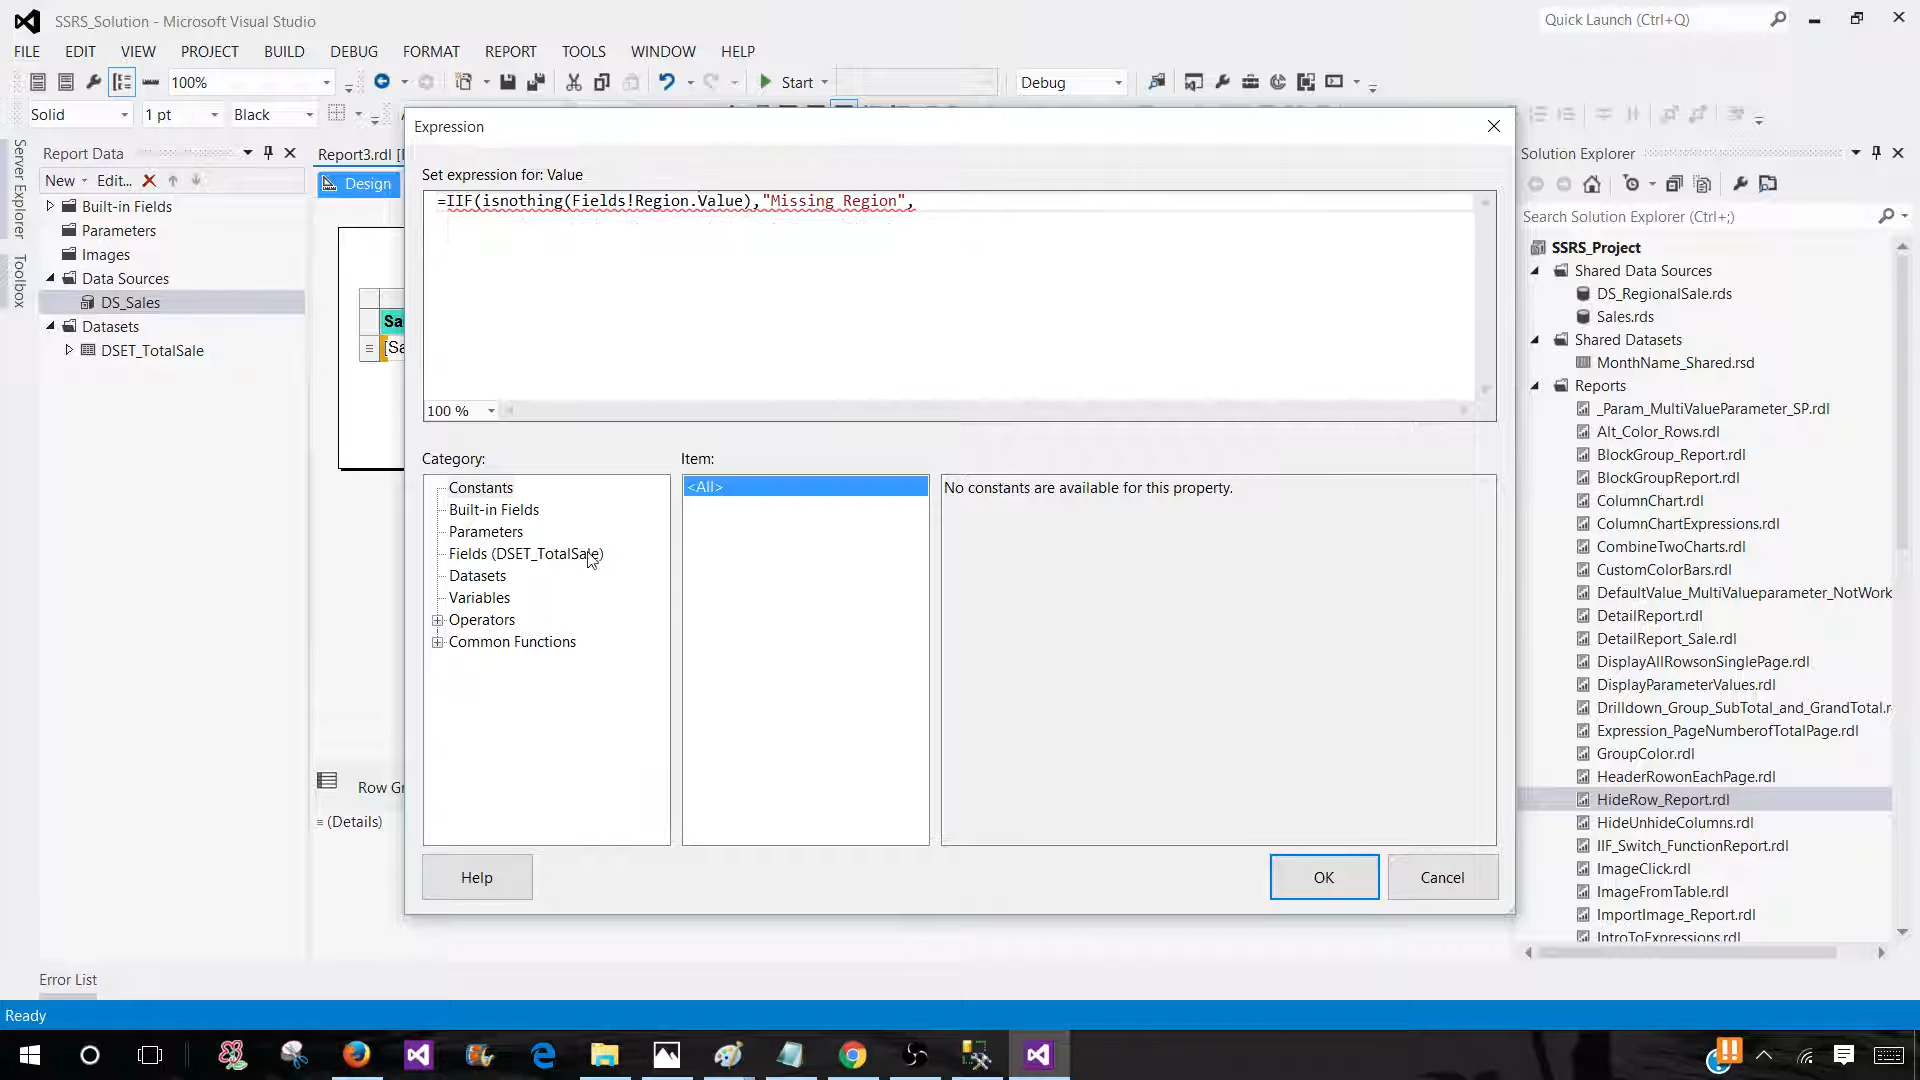 SSRS_Solution - Microsoft Visual Studio
Quick Launch (Ctrl+Q)
FILE EDIT VIEW PROJECT BUILD DEBUG FORMAT REPORT TOOLS WINDOW HELP
100% Start Debug
Solid 1 pt Black
Server Explorer
Toolbox
Report Data
New Edit...
Built-in Fields
Parameters
Images
Data Sources
DS_Sales
Datasets
DSET_TotalSale
Report3.rdl
Design
Row
(Details)
Expression
Set expression for: Value
=IIF(isnothing(Fields!Region.Value),"Missing Region",
100 %
Category:
Constants
Built-in Fields
Parameters
Fields (DSET_TotalSale)
Datasets
Variables
Operators
Common Functions
Item:
<All>
No constants are available for this property.
Help
OK
Cancel
Solution Explorer
Search Solution Explorer (Ctrl+;)
SSRS_Project
Shared Data Sources
DS_RegionalSale.rds
Sales.rds
Shared Datasets
MonthName_Shared.rsd
Reports
_Param_MultiValueParameter_SP.rdl
Alt_Color_Rows.rdl
BlockGroup_Report.rdl
BlockGroupReport.rdl
ColumnChart.rdl
ColumnChartExpressions.rdl
CombineTwoCharts.rdl
CustomColorBars.rdl
DefaultValue_MultiValueparameter_NotWork
DetailReport.rdl
DetailReport_Sale.rdl
DisplayAllRowsonSinglePage.rdl
DisplayParameterValues.rdl
Drilldown_Group_SubTotal_and_GrandTotal.r
Expression_PageNumberofTotalPage.rdl
GroupColor.rdl
HeaderRowonEachPage.rdl
HideRow_Report.rdl
HideUnhideColumns.rdl
IIF_Switch_FunctionReport.rdl
ImageClick.rdl
ImageFromTable.rdl
ImportImage_Report.rdl
IntroToExpressions.rdl
Error List
Ready